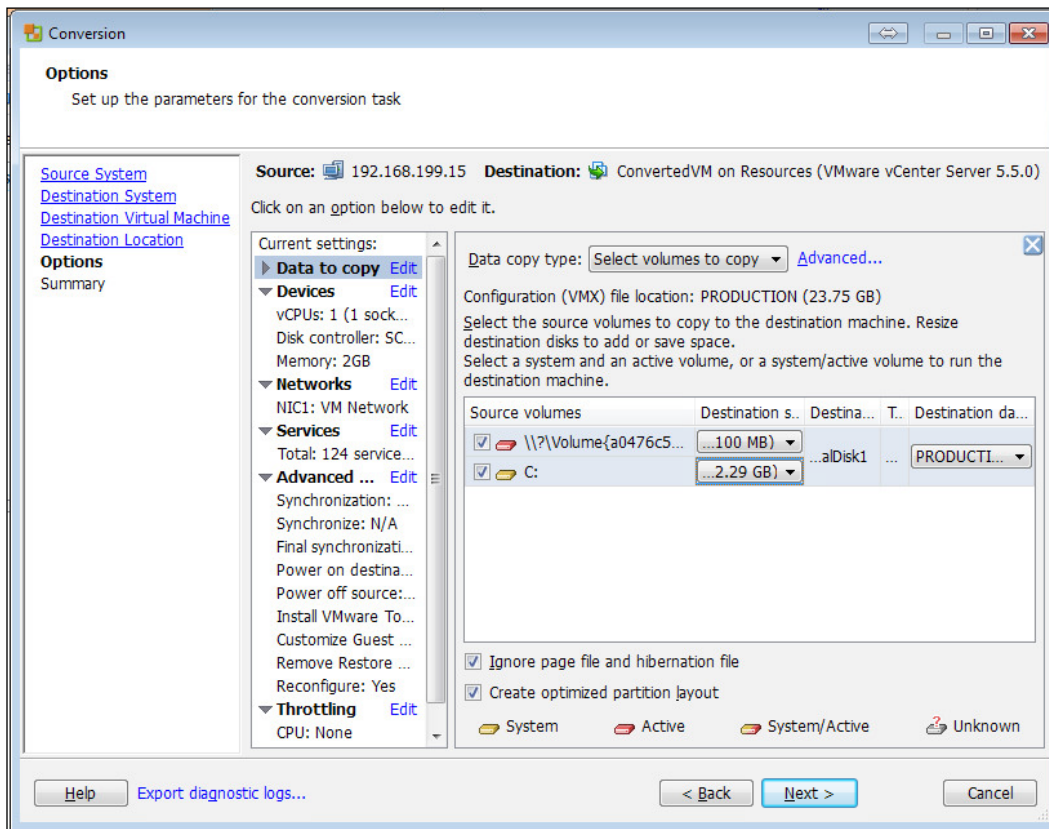 Conversion
Options
Set up the parameters for the conversion task
Source System
Destination System
Destination Virtual Machine
Destination Location
Options
Summary
Source: 192.168.199.15 Destination: ConvertedVM on Resources (VMware vCenter Server 5.5.0)
Click on an option below to edit it.
Current settings:
Data to copy Edit
Devices Edit
vCPUs: 1 (1 sock...
Disk controller: SC...
Memory: 2GB
Networks Edit
NIC1: VM Network
Services Edit
Total: 124 service...
Advanced ... Edit
Synchronization: ...
Synchronize: N/A
Final synchronizati...
Power on destina...
Power off source:...
Install VMware To...
Customize Guest ...
Remove Restore ...
Reconfigure: Yes
Throttling Edit
CPU: None
Data copy type: Select volumes to copy Advanced...
Configuration (VMX) file location: PRODUCTION (23.75 GB)
Select the source volumes to copy to the destination machine. Resize
destination disks to add or save space.
Select a system and an active volume, or a system/active volume to run the
destination machine.
Source volumes Destination s.. Destina... T.. Destination da...
\\?\Volume{a0476c5... ...100 MB)
...alDisk1 ... PRODUCTI...
C: ...2.29 GB)
Ignore page file and hibernation file
Create optimized partition layout
System Active System/Active Unknown
Help Export diagnostic logs... < Back Next > Cancel